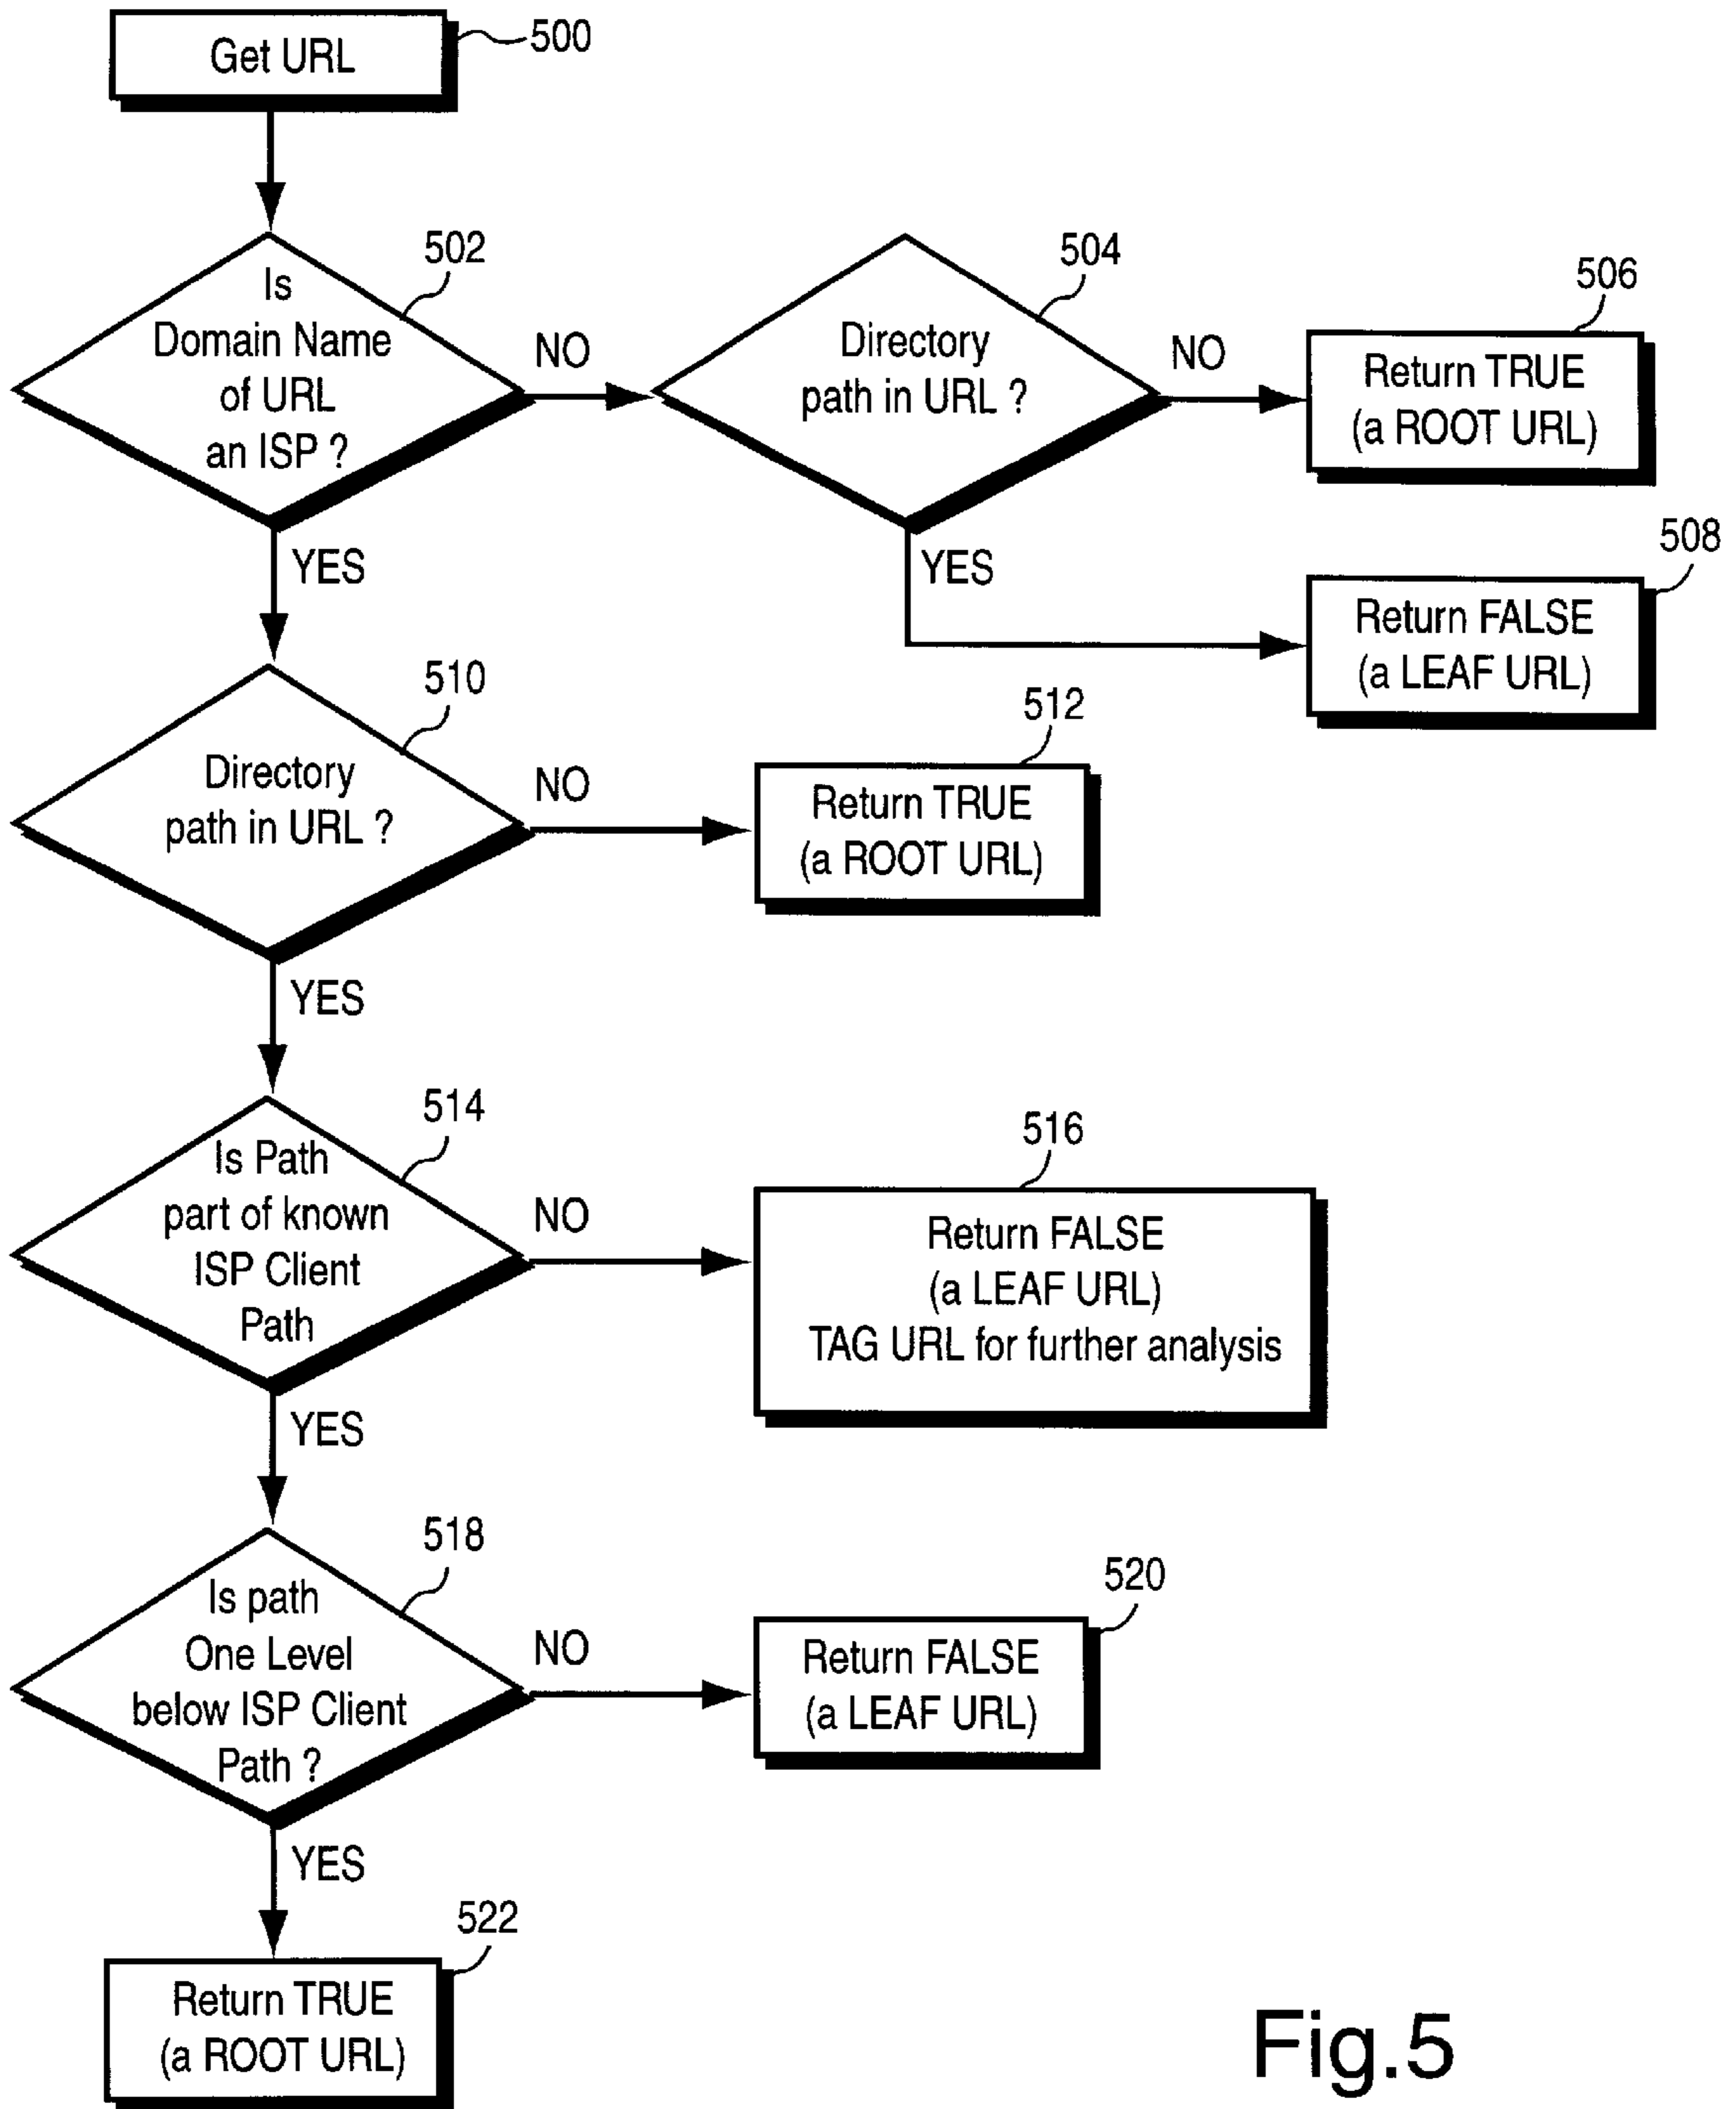 Get URL
500
Is
Domain Name
of URL
an ISP ?
502
NO
YES
Directory
path in URL ?
504
NO
YES
Return TRUE
(a ROOT URL)
506
Return FALSE
(a LEAF URL)
508
Directory
path in URL ?
510
NO
YES
Return TRUE
(a ROOT URL)
512
Is Path
part of known
ISP Client
Path
514
NO
YES
Return FALSE
(a LEAF URL)
TAG URL for further analysis
516
Is path
One Level
below ISP Client
Path ?
518
NO
YES
Return FALSE
(a LEAF URL)
520
Return TRUE
(a ROOT URL)
522
Fig.5